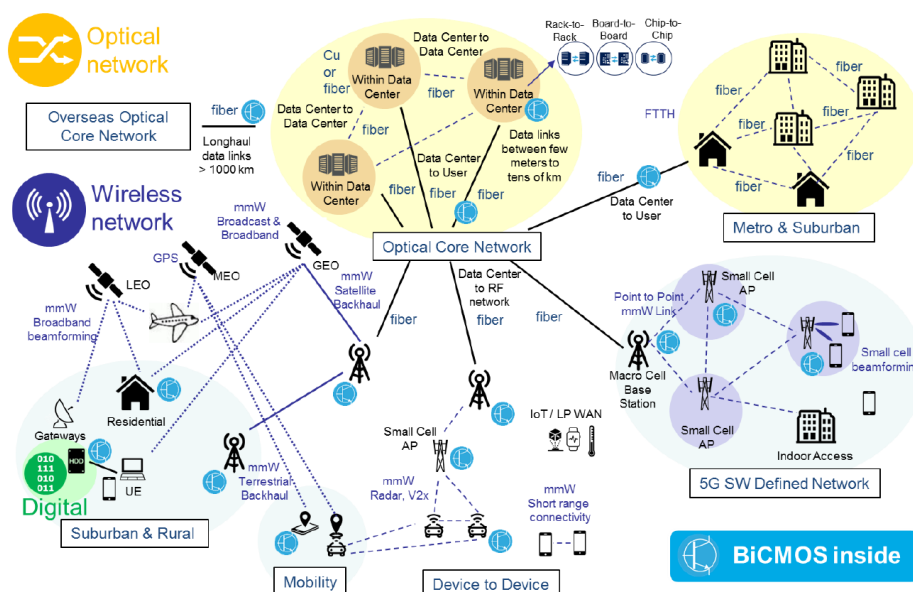 Optical
network
Overseas Optical
Core Network
fiber
Longhaul
data links
> 1000 km
Cu
or
fiber
Data Center to
Data Center
Within Data
Center
fiber
Within Data
Center
Data Center to
Data Center
fiber
fiber
Within Data
Center
Data Center
to User
Data links
between few
meters to
tens of km
fiber
fiber
fiber
Rack-to-
Rack
Board-to-
Board
Chip-to-
Chip
FTTH
fiber
fiber
fiber
fiber
fiber
fiber
Data Center
to User
Metro & Suburban
Optical Core Network
Wireless
network
mmW
Broadcast &
Broadband
GPS
MEO
GEO
LEO
mmW
Broadband
beamforming
mmW
Satellite
Backhaul
fiber
Data Center
to RF
network
fiber
fiber
Residential
Gateways
HDD
UE
010
111
010
011
Digital
mmW
Terrestrial
Backhaul
Suburban & Rural
Mobility
Small Cell
AP
IoT / LP WAN
mmW
Radar, V2x
mmW
Short range
connectivity
Device to Device
Small Cell
AP
Point to Point
mmW Link
Macro Cell
Base
Station
Small cell
beamforming
Small Cell
AP
Indoor Access
5G SW Defined Network
BiCMOS inside